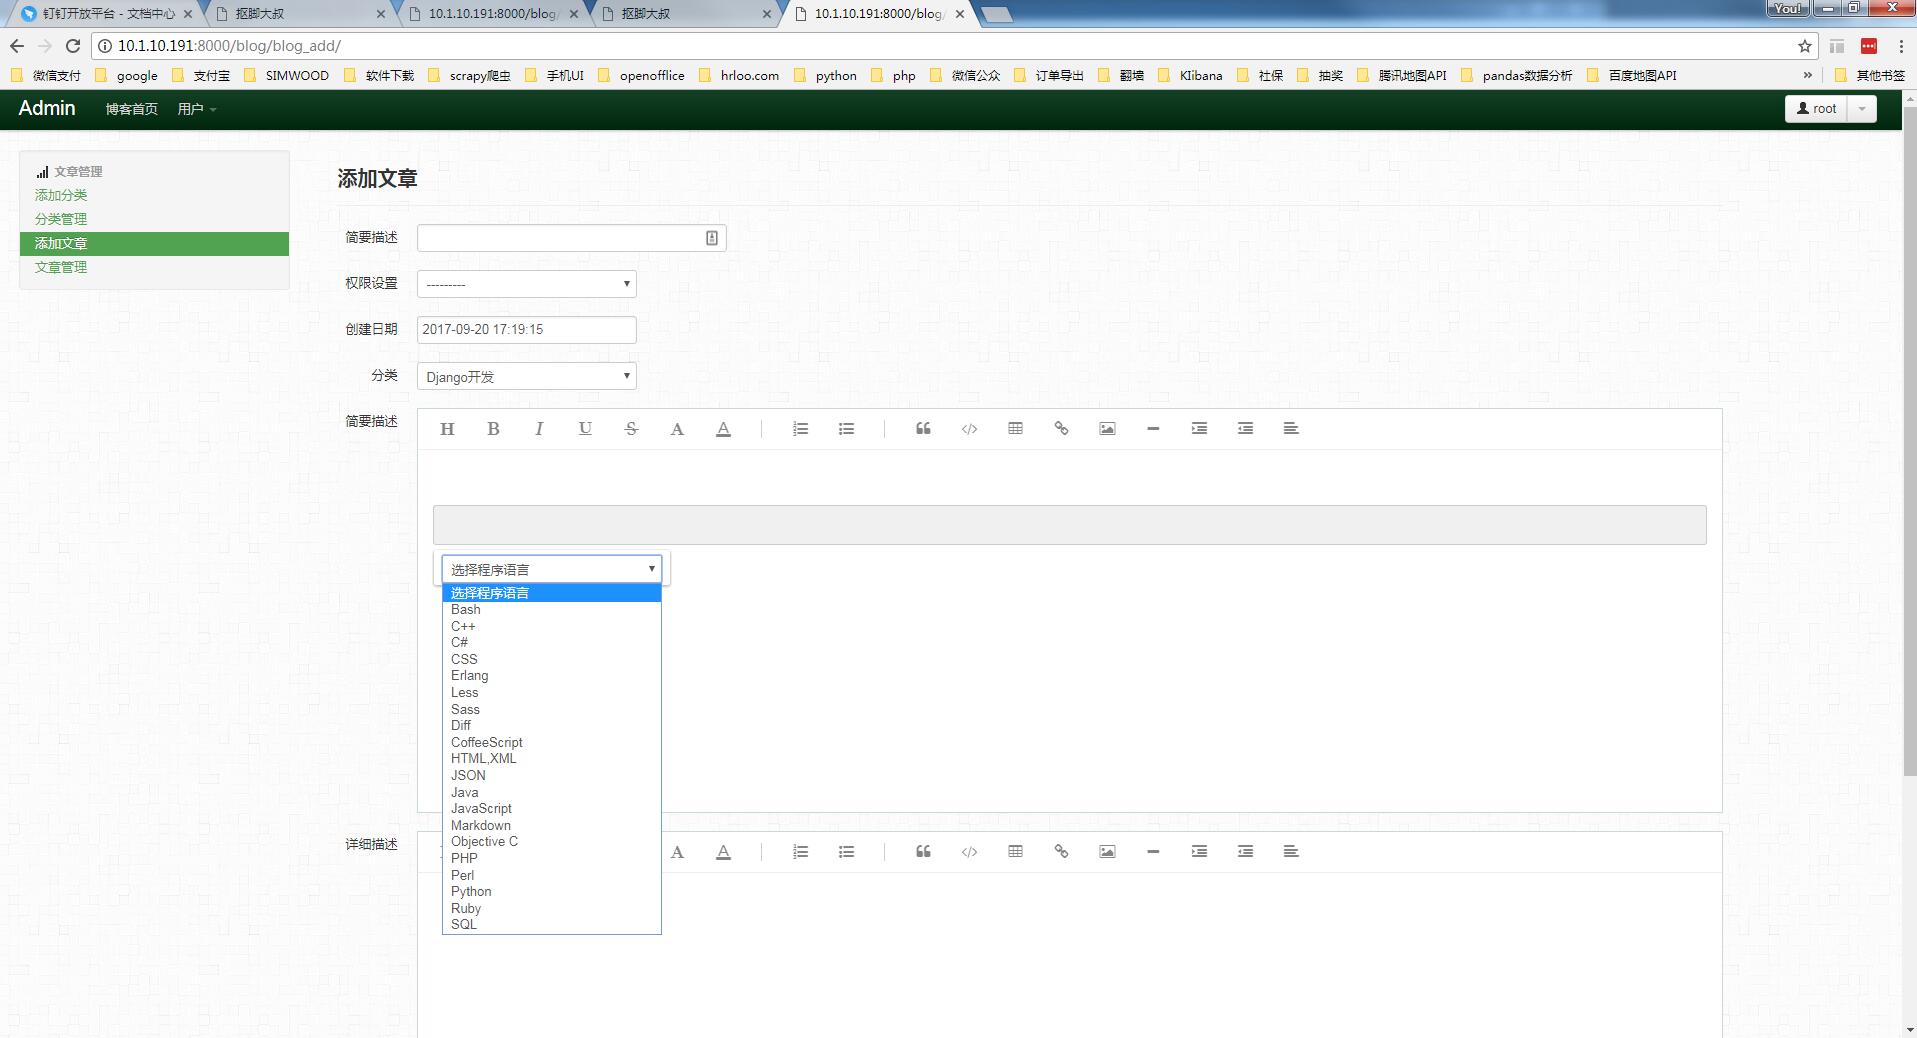 钉钉开放平台 - 文档中心
抠脚大叔
10.1.10.191:8000/blog/
抠脚大叔
10.1.10.191:8000/blog/
You!
10.1.10.191:8000/blog/blog_add/
微信支付 google 支付宝 SIMWOOD 软件下载 scrapy爬虫 手机UI openofflice hrloo.com python php 微信公众 订单导出 翻墙 KIibana 社保 抽奖 腾讯地图API pandas数据分析 百度地图API » 其他书签
Admin 博客首页 用户 root
文章管理
添加分类
分类管理
添加文章
文章管理
添加文章
简要描述
权限设置 ---------
创建日期 2017-09-20 17:19:15
分类 Django开发
简要描述 H B I U S A A
选择程序语言
选择程序语言
Bash
C++
C#
CSS
Erlang
Less
Sass
Diff
CoffeeScript
HTML,XML
JSON
Java
JavaScript
Markdown
Objective C
PHP
Perl
Python
Ruby
SQL
详细描述 A A